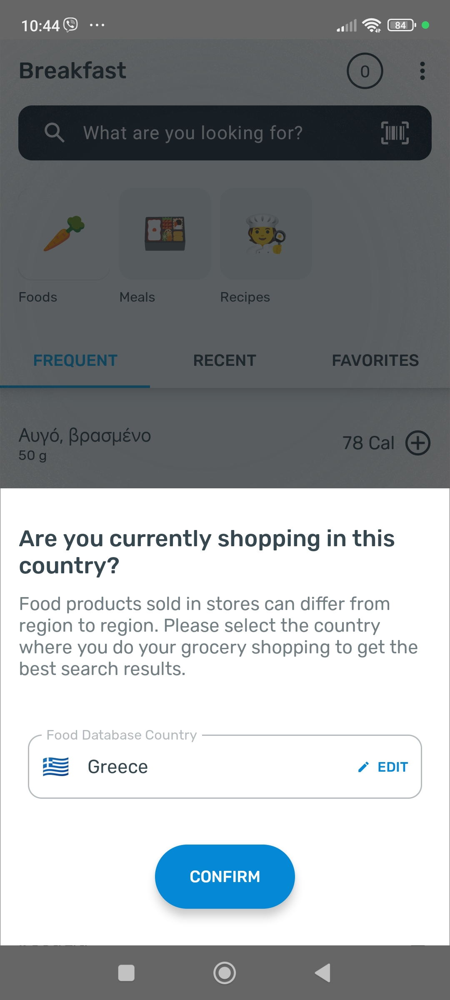 10:44
84
Breakfast
0
What are you looking for?
Foods
Meals
Recipes
FREQUENT
RECENT
FAVORITES
Αυγό, βρασμένο
50 g
78 Cal
Are you currently shopping in this
country?
Food products sold in stores can differ from
region to region. Please select the country
where you do your grocery shopping to get the
best search results.
Food Database Country
Greece
EDIT
CONFIRM